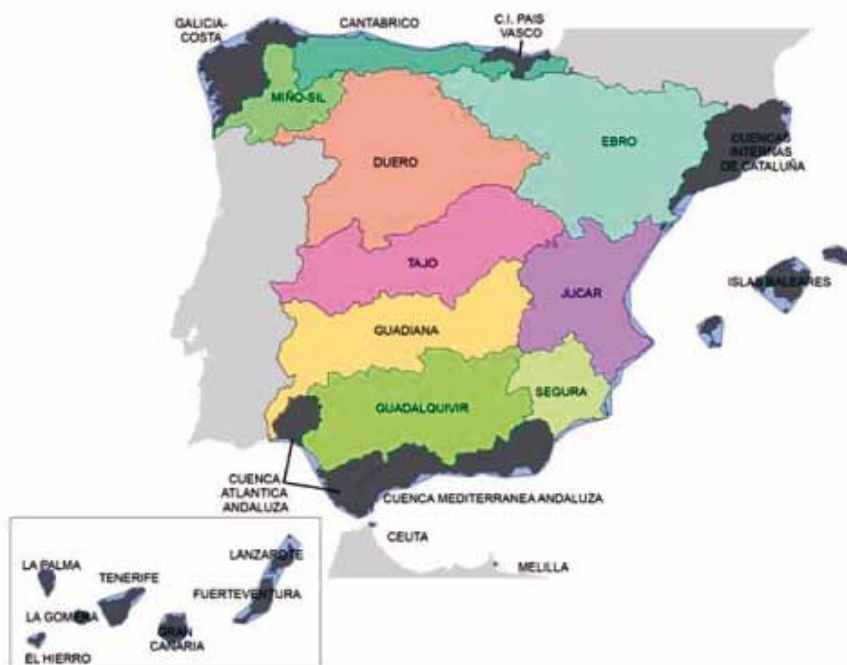 GALICIA-
COSTA
CANTABRICO
C.I. PAIS
VASCO
MIÑO-SIL
DUERO
EBRO
CUENCAS
INTERNAS
DE CATALUÑA
TAJO
JUCAR
ISLAS BALEARES
GUADIANA
SEGURA
GUADALQUIVIR
CUENCA
ATLANTICA
ANDALUZA
CUENCA MEDITERRANEA ANDALUZA
CEUTA
MELILLA
LANZAROTE
LA PALMA
TENERIFE
FUERTEVENTURA
LA GOMERA
GRAN
CANARIA
EL HIERRO